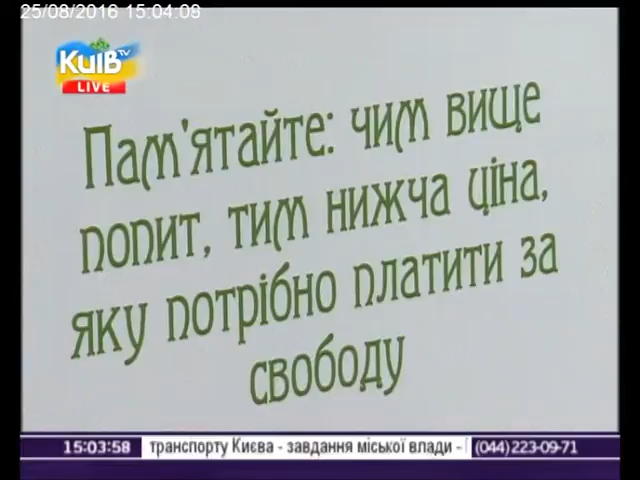 25/08/2016 15:04:08
КиїВ TV
LIVE
Пам'ятайте: чим вище
попит, тим нижча ціна,
яку потрібно платити за
свободу
15:03:58 транспорту Києва - завдання міської влади - (044)223-09-71